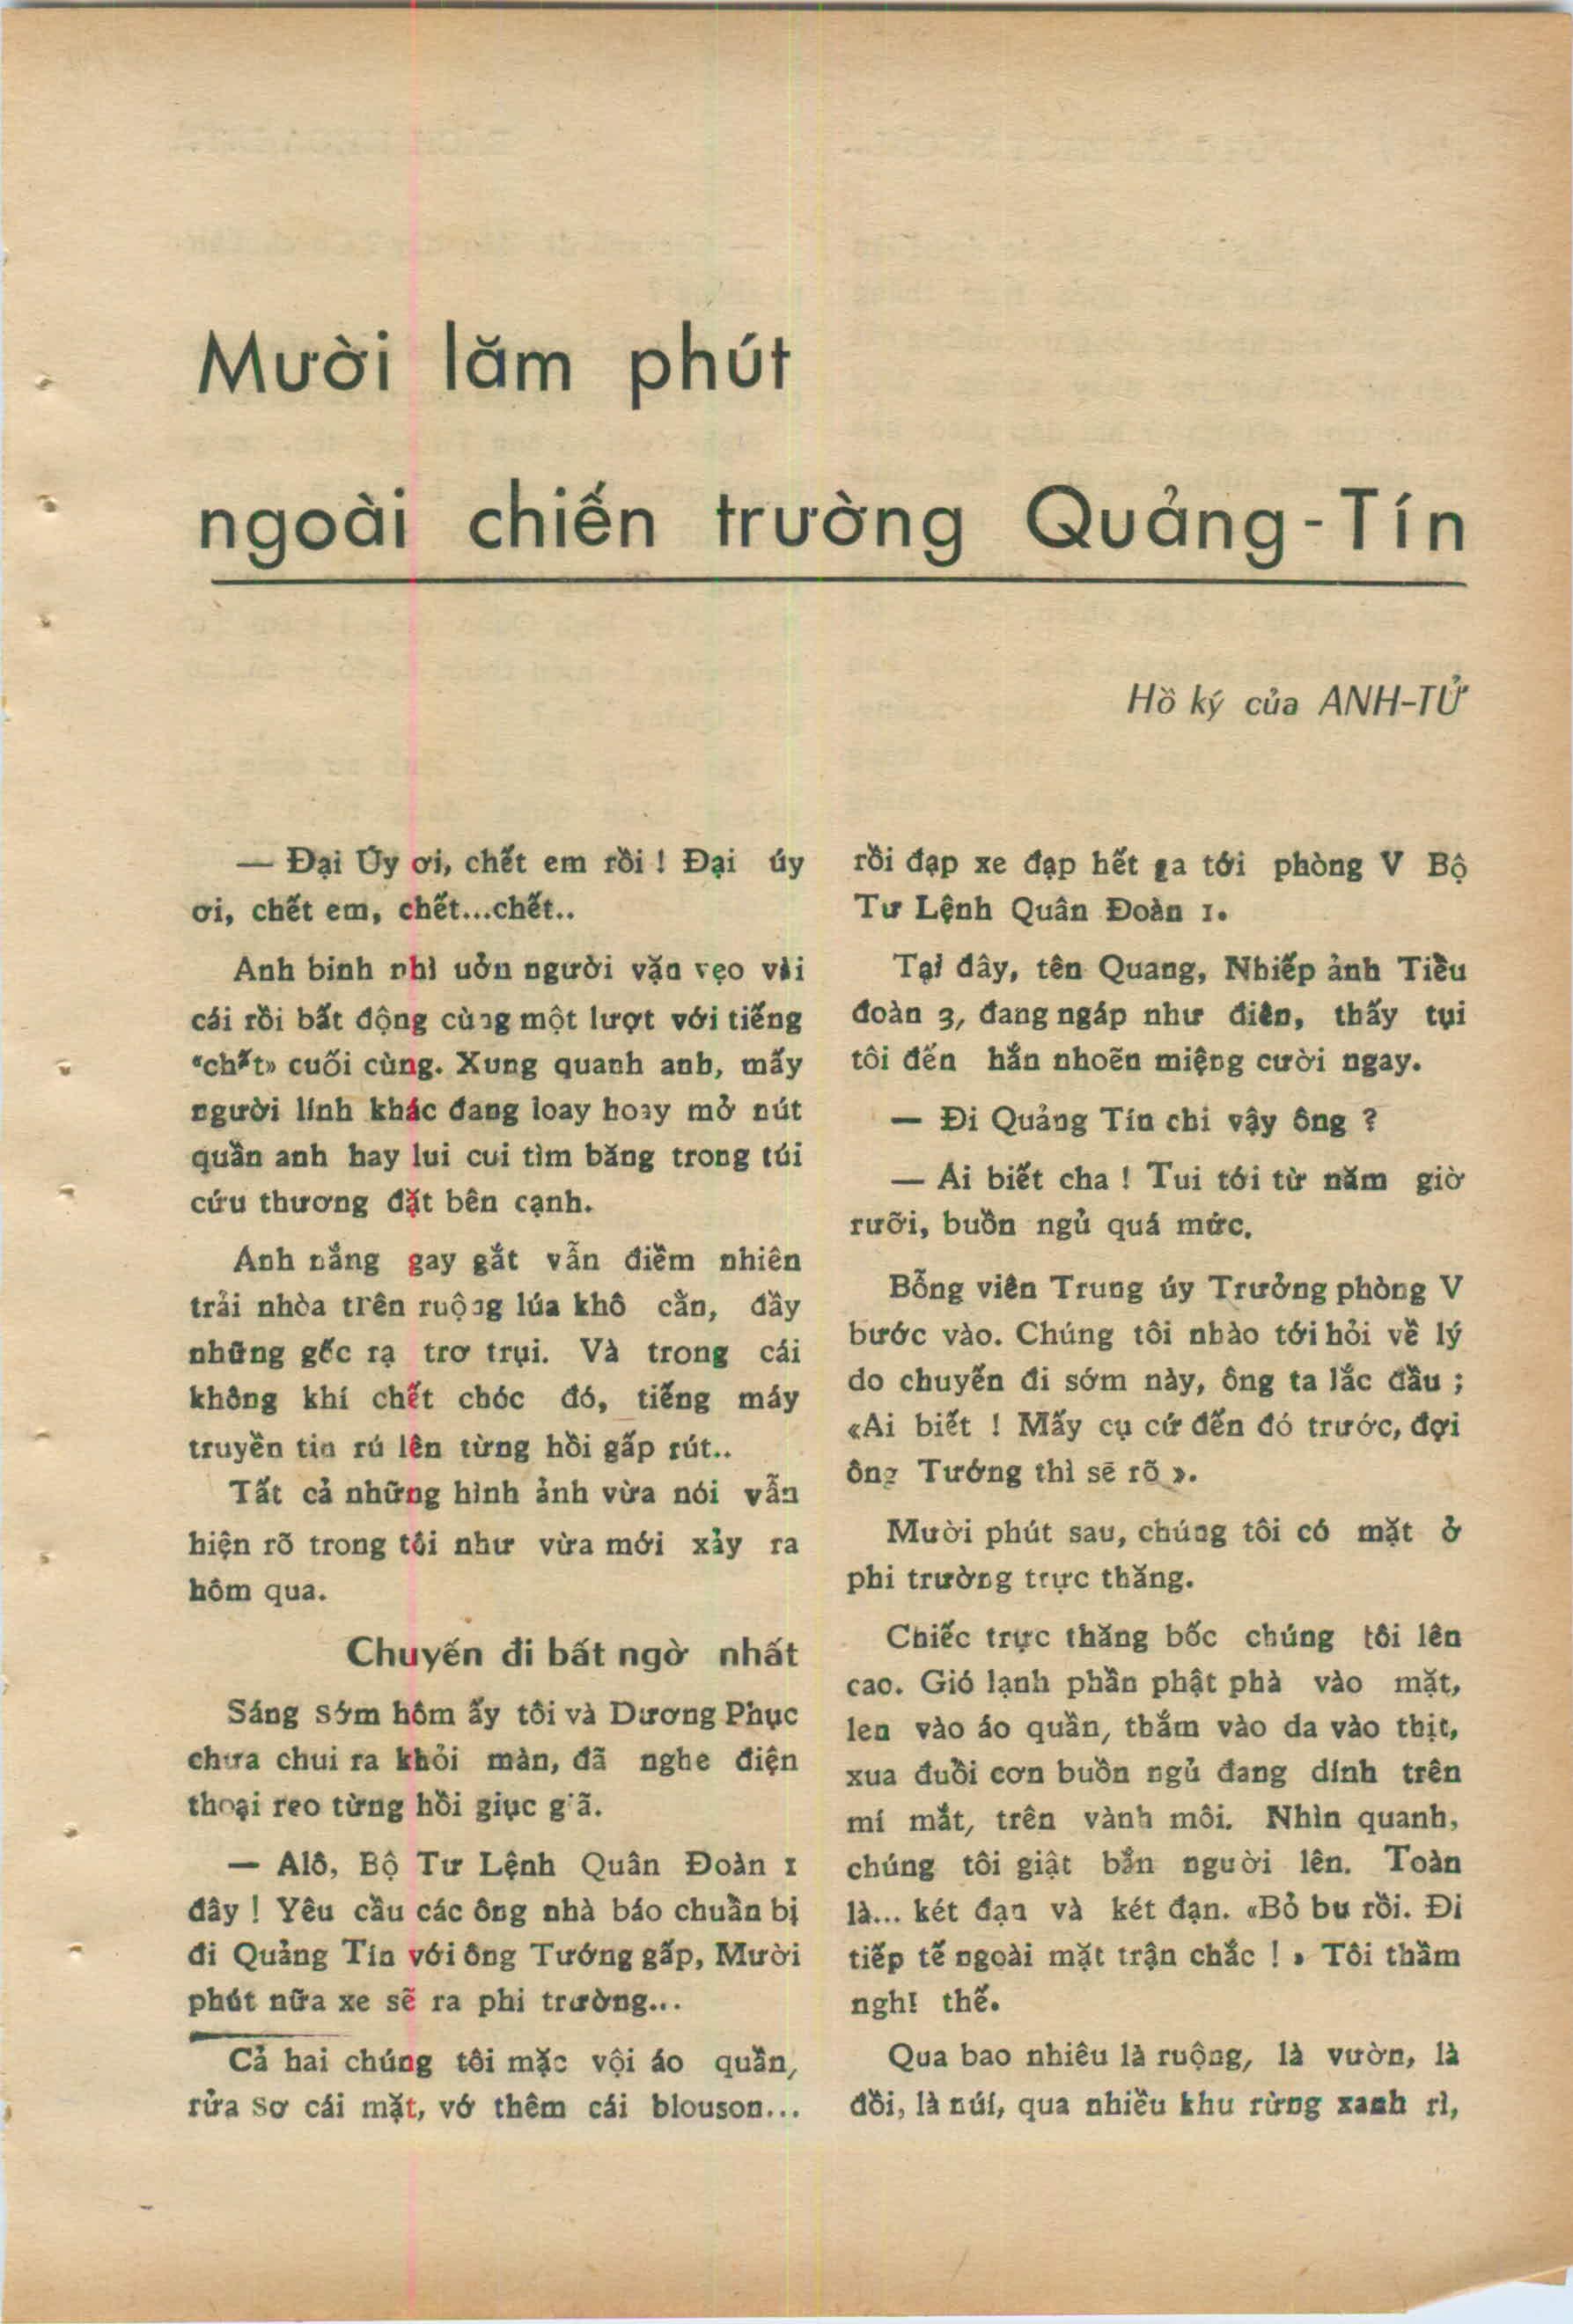 Mười lăm phút
ngoài chiến trường Quảng-Tín
Hồ ký của ANH-TỬ
— Đại Úy ơi, chết em rồi ! Đại úy
ơi, chết em, chết...chết..
Anh binh nhì uởn người vặn vẹo vài
cái rồi bất động cùng một lượt với tiếng
“chết» cuối cùng. Xung quanh anh, mấy
người lính khác đang loay hoay mở nút
quần anh hay lui cui tìm băng trong túi
cứu thương đặt bên cạnh.
Anh nắng gay gắt vẫn điềm nhiên
trải nhòa trên ruộng lúa khô cằn, đầy
những gốc rạ trơ trụi. Và trong cái
không khí chết chóc đó, tiếng máy
truyền tin rú lên từng hồi gấp rút..
Tất cả những hình ảnh vừa nói vẫn
hiện rõ trong tôi như vừa mới xảy ra
hôm qua.
Chuyến đi bất ngờ nhất
Sáng sớm hôm ấy tôi và Dương Phục
chưa chui ra khỏi màn, đã nghe điện
thoại reo từng hồi giục giã.
— Alô, Bộ Tư Lệnh Quân Đoàn 1
đây ! Yêu cầu các ông nhà báo chuần bị
đi Quảng Tín với ông Tướng gấp, Mười
phút nữa xe sẽ ra phi trường...
Cả hai chúng tôi mặc vội áo quần,
rửa sơ cái mặt, vớ thêm cái blouson...
rồi đạp xe đạp hết ga tới phòng V Bộ
Tư Lệnh Quân Đoàn 1.
Tại đây, tên Quang, Nhiếp ảnh Tiều
đoàn 3, đang ngáp như điên, thấy tụi
tôi đến hắn nhoẽn miệng cười ngay.
— Đi Quảng Tín chi vậy ông ?
— Ai biết cha ! Tui tới từ năm giờ
rưỡi, buồn ngủ quá mức.
Bỗng viên Trung úy Trưởng phòng V
bước vào. Chúng tôi nhào tới hỏi về lý
do chuyến đi sớm này, ông ta lắc đầu ;
«Ai biết ! Mấy cụ cứ đến đó trước, đợi
ông Tướng thì sẽ rõ ».
Mười phút sau, chúng tôi có mặt ở
phi trường trực thăng.
Chiếc trực thăng bốc chúng tôi lên
cao. Gió lạnh phần phật phà vào mặt,
len vào áo quần, thấm vào da vào thịt,
xua đuồi cơn buồn ngủ đang dính trên
mí mắt, trên vành môi. Nhìn quanh,
chúng tôi giật bắn người lên. Toàn
là... két đạn và két đạn. «Bỏ bu rồi. Đi
tiếp tế ngoài mặt trận chắc ! » Tôi thầm
nghĩ thế.
Qua bao nhiêu là ruộng, là vườn, là
đồi, là núi, qua nhiều khu rừng xanh rì,